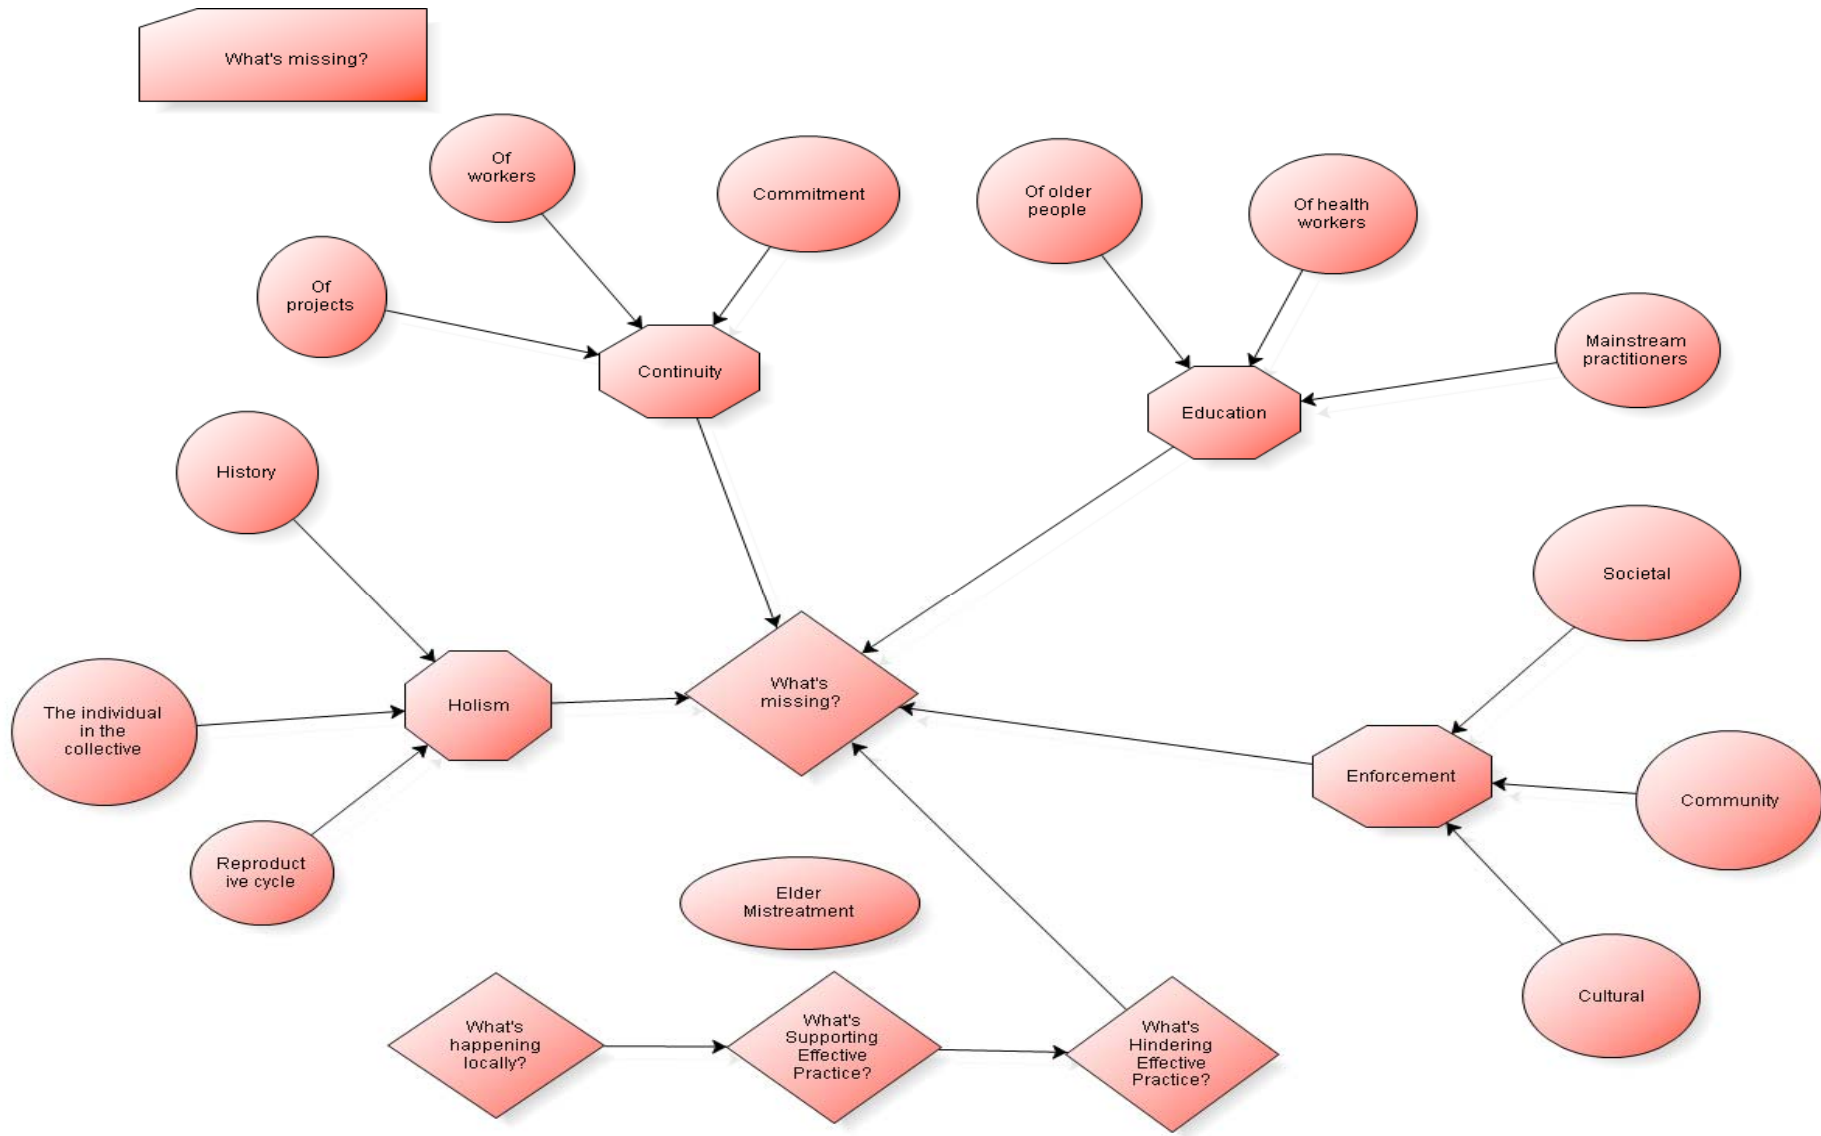 What's missing?
Of
workers
Commitment
Of older
people
Of health
workers
Of
projects
Mainstream
practitioners
Continuity
Education
History
Societal
What's
missing?
Holism
The individual
in the
collective
Enforcement
Community
Reproduct
ive cycle
Elder
Mistreatment
Cultural
What's
happening
locally?
What's
Supporting
Effective
Practice?
What's
Hindering
Effective
Practice?